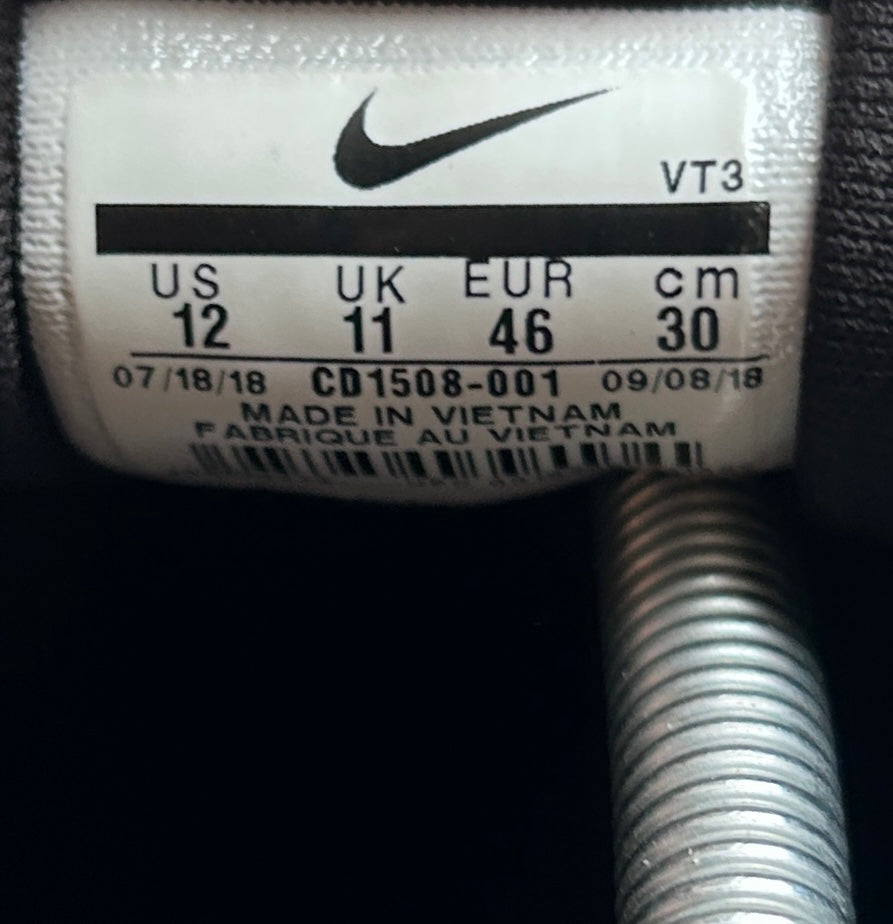 VT3
US UK EUR cm
12 11 46 30
07/18/18 CD1508-001 09/08/18
MADE IN VIETNAM
FABRIQUE AU VIETNAM